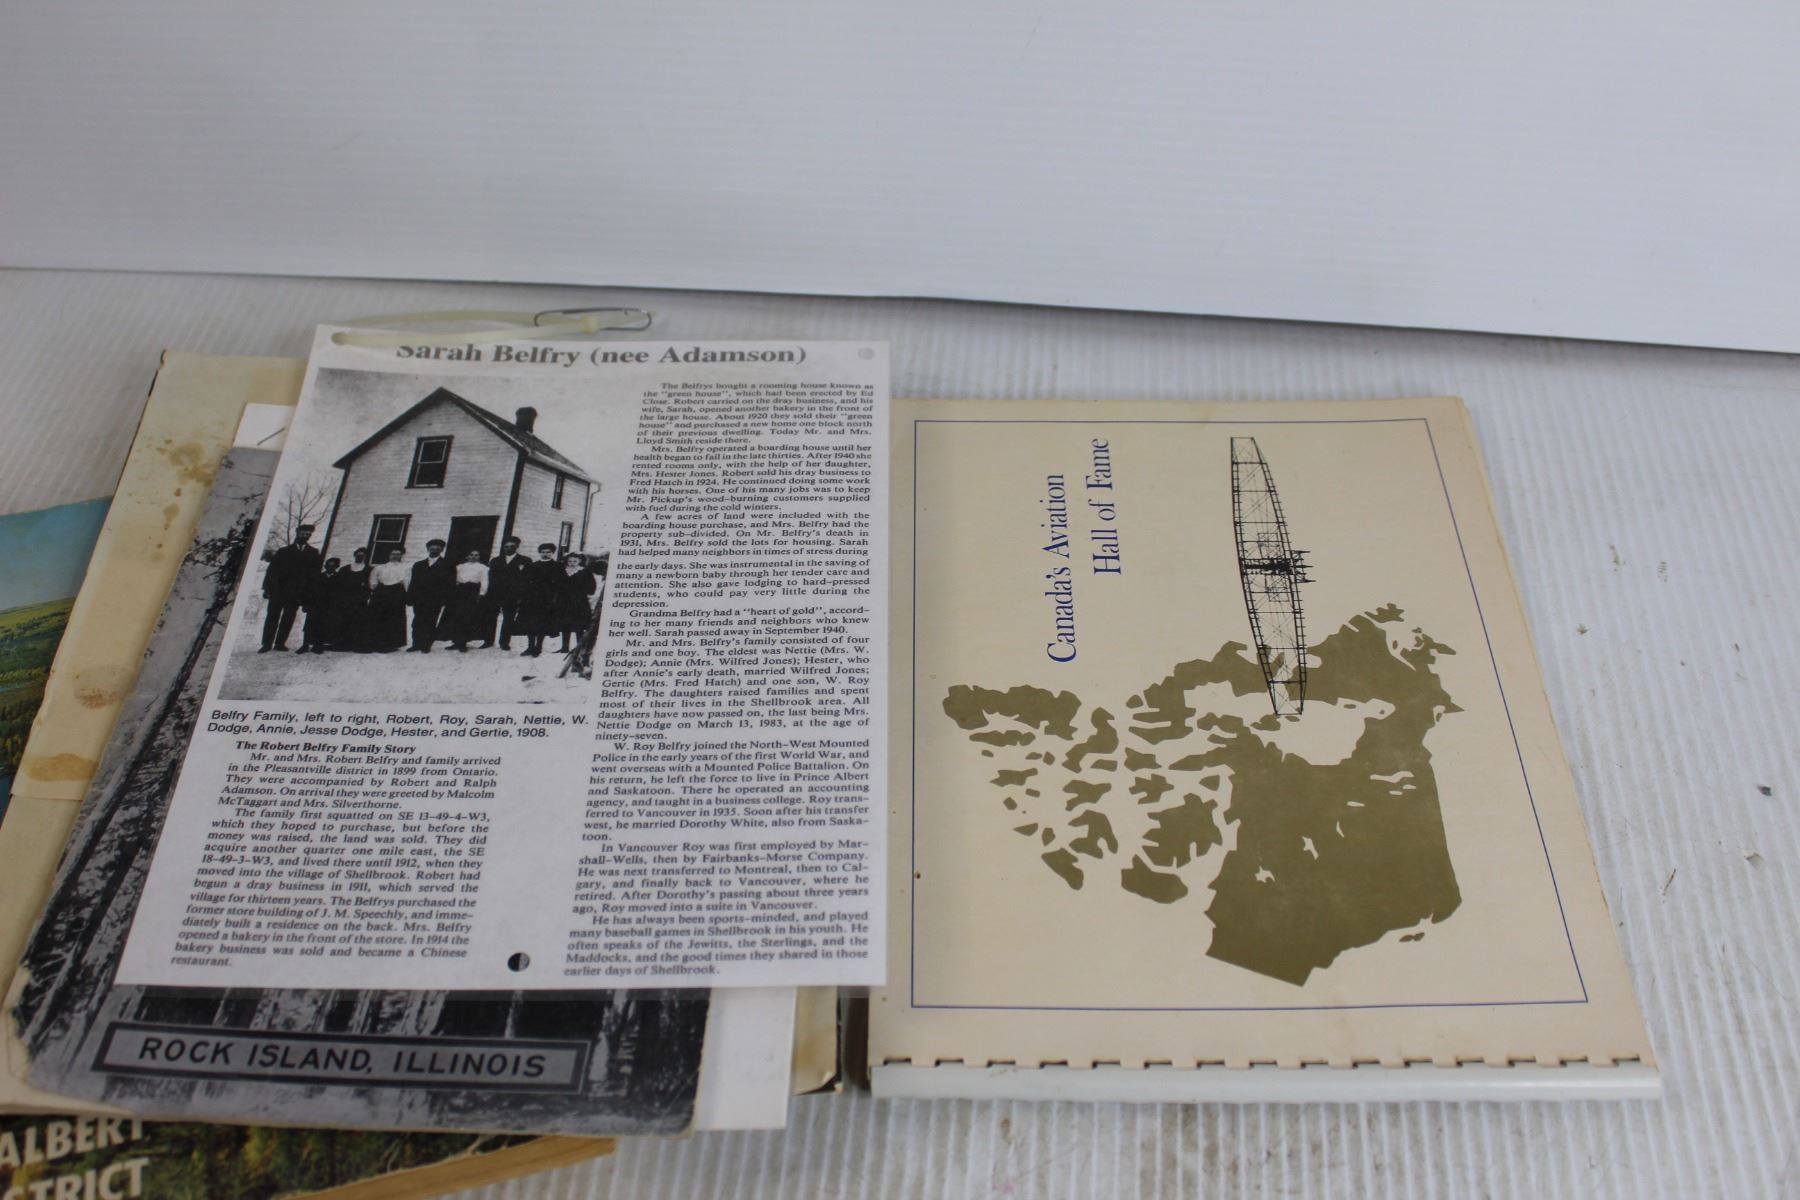 Sarah Belfry (nee Adamson)
Belfry Family, left to right, Robert, Roy, Sarah, Nettie, W.
Dodge, Annie, Jesse Dodge, Hester, and Gertie, 1908.
The Robert Belfry Family Story
Mr. and Mrs. Robert Belfry and family arrived
in the Pleasantville district in 1899 from Ontario.
They were accompanied by Robert and Ralph
Adamson. On arrival they were greeted by Malcolm
McTaggart and Mrs. Silverthorne.
The family first squatted on SE 13-49-4-W3,
which they hoped to purchase, but before the
money was raised, the land was sold. They did
acquire another quarter one mile east, the SE
18-49-3-W3, and lived there until 1912, when they
moved into the village of Shellbrook. Robert had
begun a dray business in 1911, which served the
village for thirteen years. The Belfrys purchased the
former store building of J. M. Speechly, and imme-
diately built a residence on the back. Mrs. Belfry
opened a bakery in the front of the store. In 1914 the
bakery business was sold and became a Chinese
restaurant.
The Belfrys bought a rooming house known as
the "green house", which had been erected by Ed
Close. Robert carried on the dray business, and his
wife, Sarah, opened another bakery in the front of
the large house. About 1920 they sold their "green
house" and purchased a new home one block north
of their previous dwelling. Today Mr. and Mrs.
Lloyd Smith reside there.
Mrs. Belfry operated a boarding house until her
health began to fail in the late thirties. After 1940 she
rented rooms only, with the help of her daughter,
Mrs. Hester Jones. Robert sold his dray business to
Fred Hatch in 1924. He continued doing some work
with his horses. One of his many jobs was to keep
Mr. Pickup's wood-burning customers supplied
with fuel during the cold winters.
A few acres of land were included with the
boarding house purchase, and Mrs. Belfry had the
property sub-divided. On Mr. Belfry's death in
1931, Mrs. Belfry sold the lots for housing. Sarah
had helped many neighbors in times of stress during
the early days. She was instrumental in the saving of
many a newborn baby through her tender care and
attention. She also gave lodging to hard-pressed
students, who could pay very little during the
depression.
Grandma Belfry had a "heart of gold", accord-
ing to her many friends and neighbors who knew
her well. Sarah passed away in September 1940.
Mr. and Mrs. Belfry's family consisted of four
girls and one boy. The eldest was Nettie (Mrs. W.
Dodge); Annie (Mrs. Wilfred Jones); Hester, who
after Annie's early death, married Wilfred Jones;
Gertie (Mrs. Fred Hatch) and one son, W. Roy
Belfry. The daughters raised families and spent
most of their lives in the Shellbrook area. All
daughters have now passed on, the last being Mrs.
Nettie Dodge on March 13, 1983, at the age of
ninety-seven.
W. Roy Belfry joined the North-West Mounted
Police in the early years of the first World War, and
went overseas with a Mounted Police Battalion. On
his return, he left the force to live in Prince Albert
and Saskatoon. There he operated an accounting
agency, and taught in a business college. Roy trans-
ferred to Vancouver in 1935. Soon after his transfer
west, he married Dorothy White, also from Saska-
toon.
In Vancouver Roy was first employed by Mar-
shall-Wells, then by Fairbanks-Morse Company.
He was next transferred to Montreal, then to Cal-
gary, and finally back to Vancouver, where he
retired. After Dorothy's passing about three years
ago, Roy moved into a suite in Vancouver.
He has always been sports-minded, and played
many baseball games in Shellbrook in his youth. He
often speaks of the Jewitts, the Sterlings, and the
Maddocks, and the good times they shared in those
earlier days of Shellbrook.
Canada's Aviation
Hall of Fame
ROCK ISLAND, ILLINOIS
ALBERT
STRICT